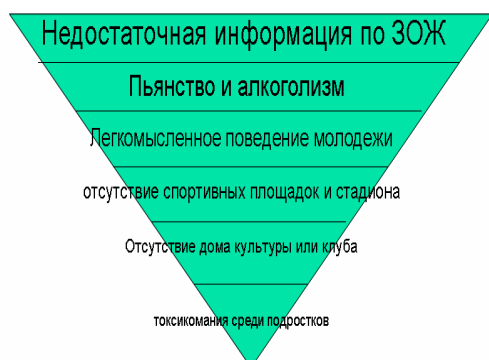 Недостаточная информация по ЗОЖ
Пьянство и алкоголизм
Легкомысленное поведение молодежи
отсутствие спортивных площадок и стадиона
Отсутствие дома культуры или клуба
токсикомания среди подростков